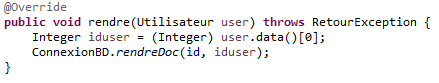 @Override
public void rendre(Utilisateur user) throws RetourException {
    Integer iduser = (Integer) user.data()[0];
    ConnexionBD.rendreDoc(id, iduser);
}